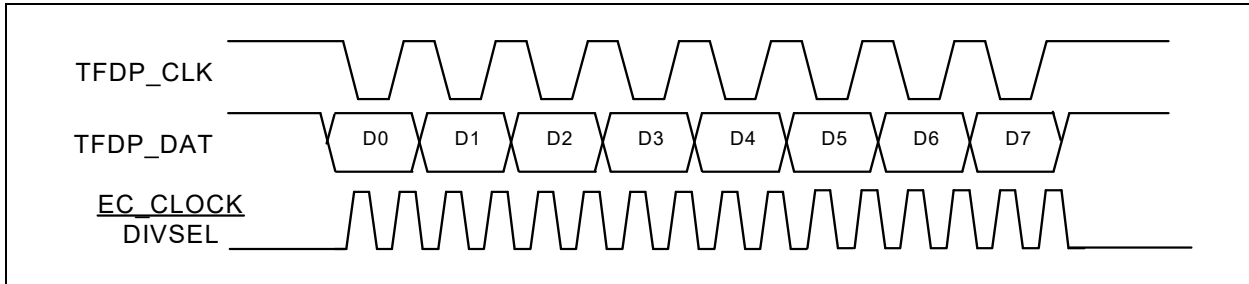 TFDP_CLK
TFDP_DAT
D0 D1 D2 D3 D4 D5 D6 D7
EC_CLOCK
DIVSEL